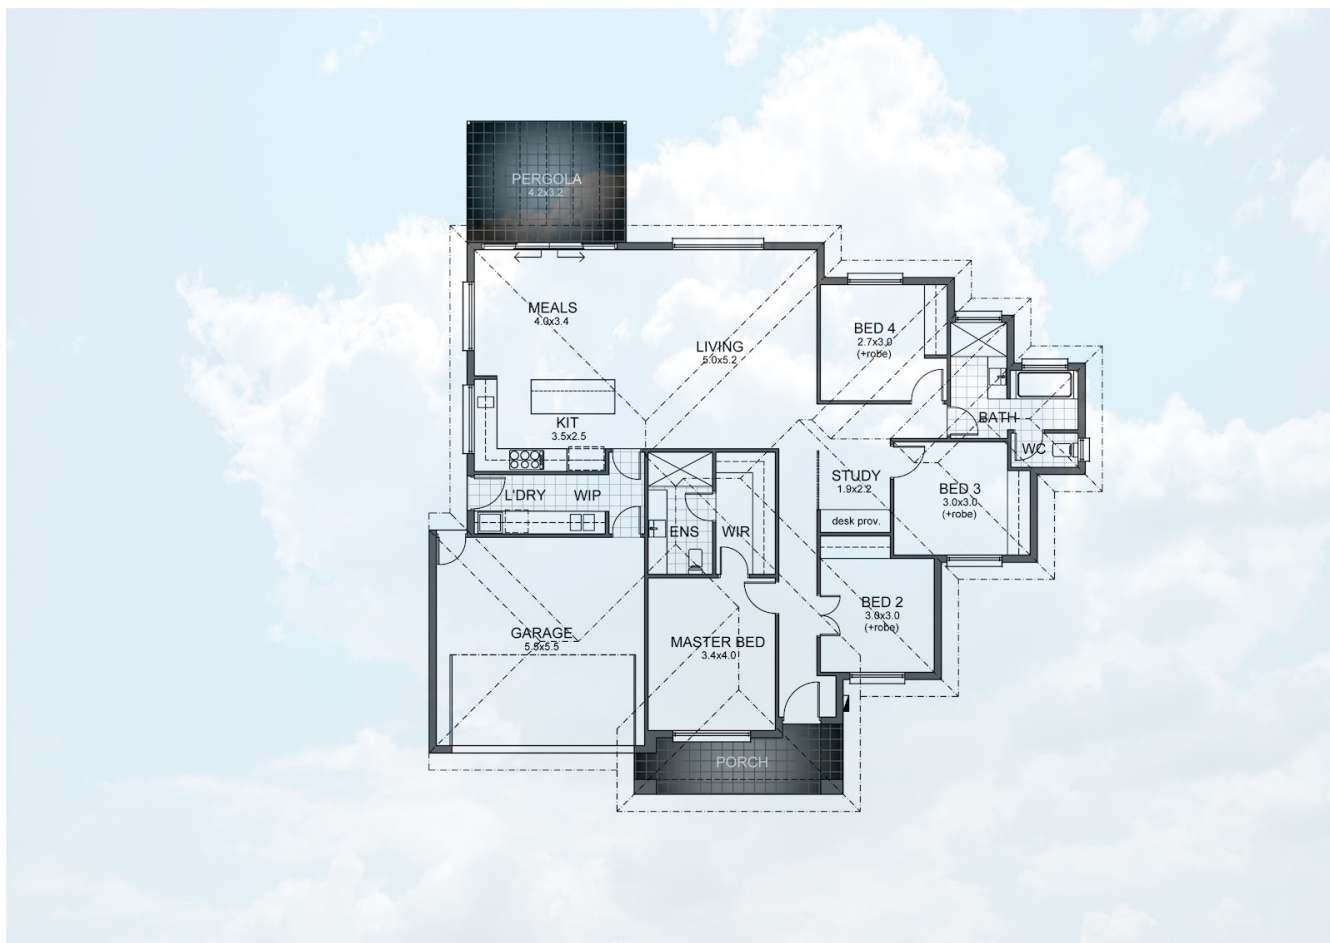 PERGOLA
4.2x3.2
MEALS
4.0x3.4
LIVING
5.0x5.2
BED 4
2.7x3.0
(+robe)
KIT
3.5x2.5
BATH
WC
STUDY
1.9x2.2
BED 3
3.0x3.0
(+robe)
L'DRY
WIP
desk prov.
ENS
WIR
BED 2
3.0x3.0
(+robe)
GARAGE
5.5x5.5
MASTER BED
3.4x4.0
PORCH